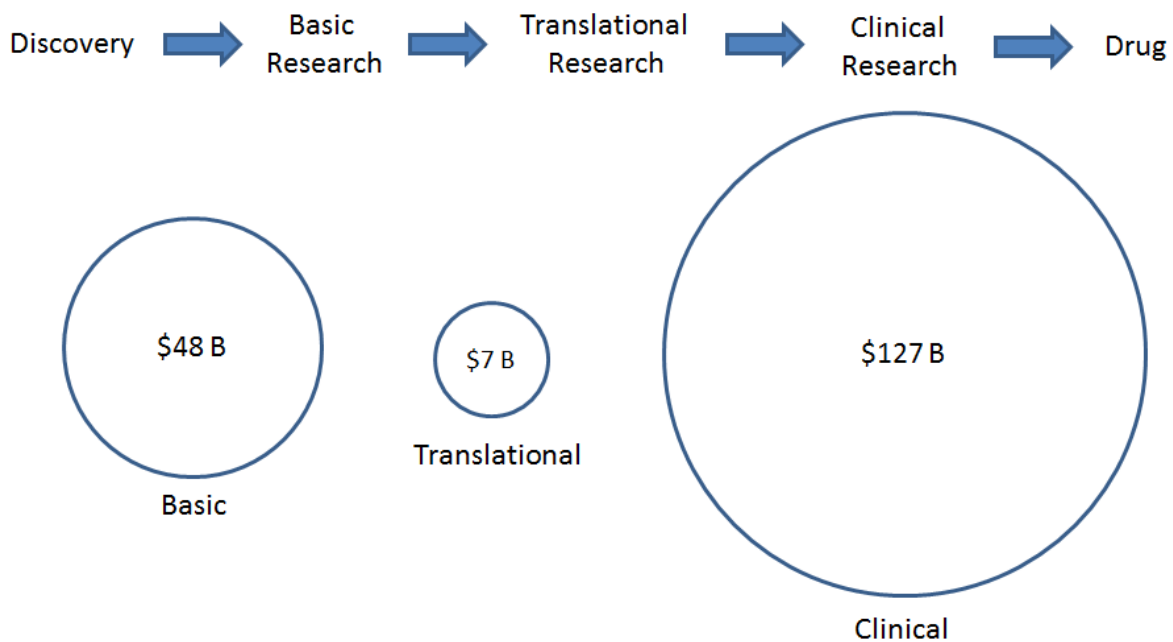 Discovery
Basic
Research
Translational
Research
Clinical
Research
Drug
$48 B
Basic
$7 B
Translational
$127 B
Clinical